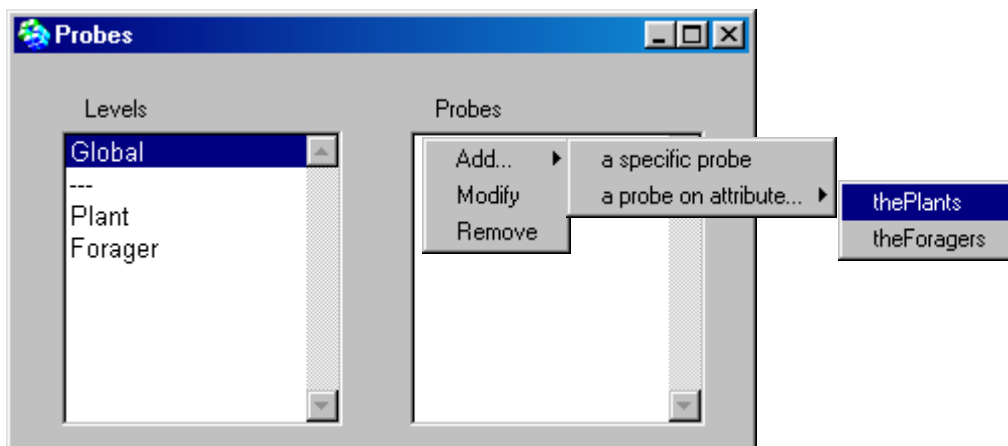 Probes
Levels
Probes
Global
---
Plant
Forager
Add...
Modify
Remove
a specific probe
a probe on attribute...
thePlants
theForagers